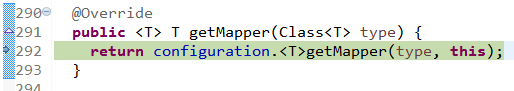 290 @Override
291 public <T> T getMapper(Class<T> type) {
292 return configuration.<T>getMapper(type, this);
293 }
294